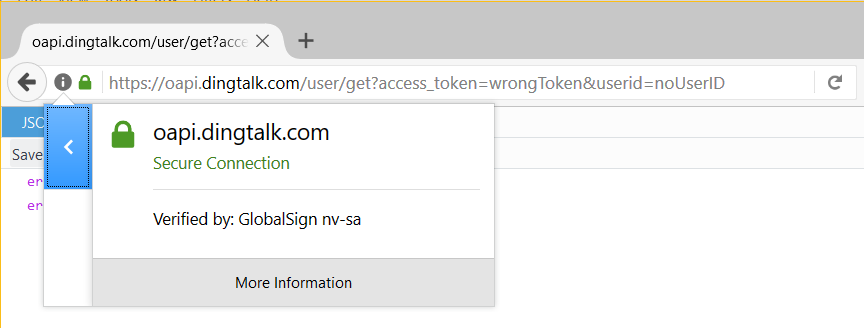 oapi.dingtalk.com/user/get?acce
https://oapi.dingtalk.com/user/get?access_token=wrongToken&userid=noUserID
JSO
Save
er
er
oapi.dingtalk.com
Secure Connection
Verified by: GlobalSign nv-sa
More Information